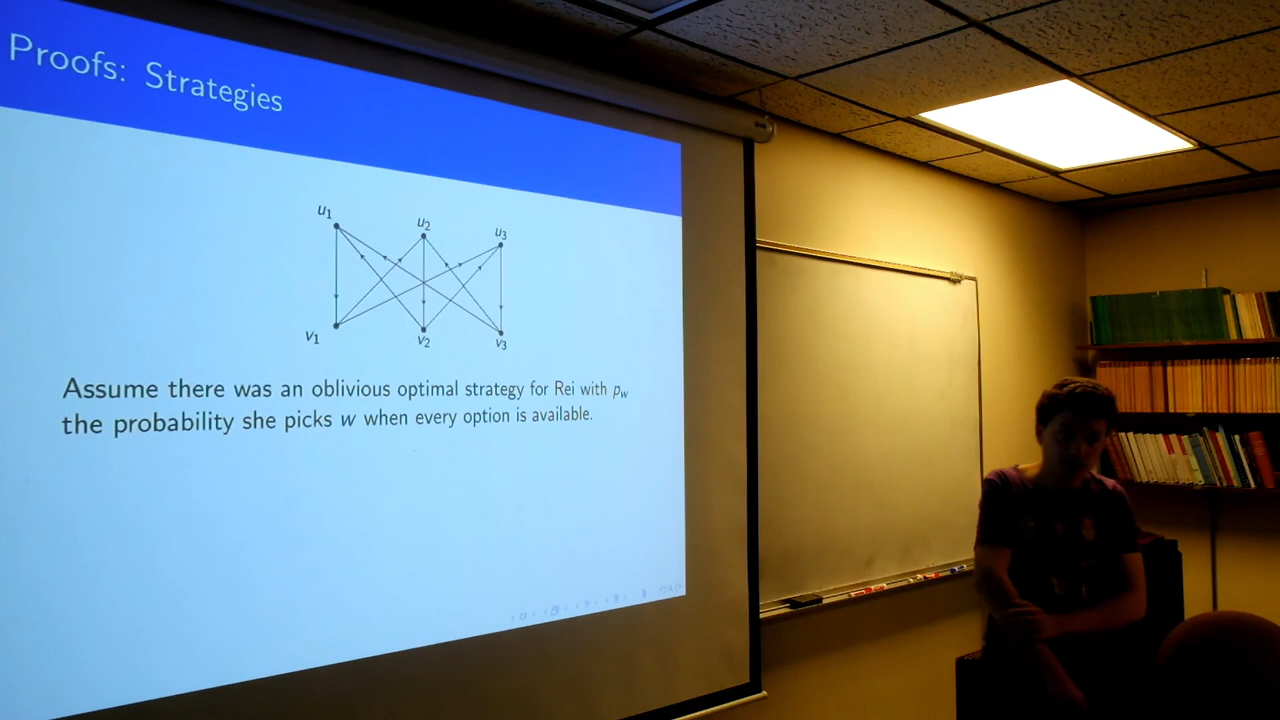 Proofs: Strategies
u1 u2 u3
v1 v2 v3
Assume there was an oblivious optimal strategy for Rei with pw
the probability she picks w when every option is available.